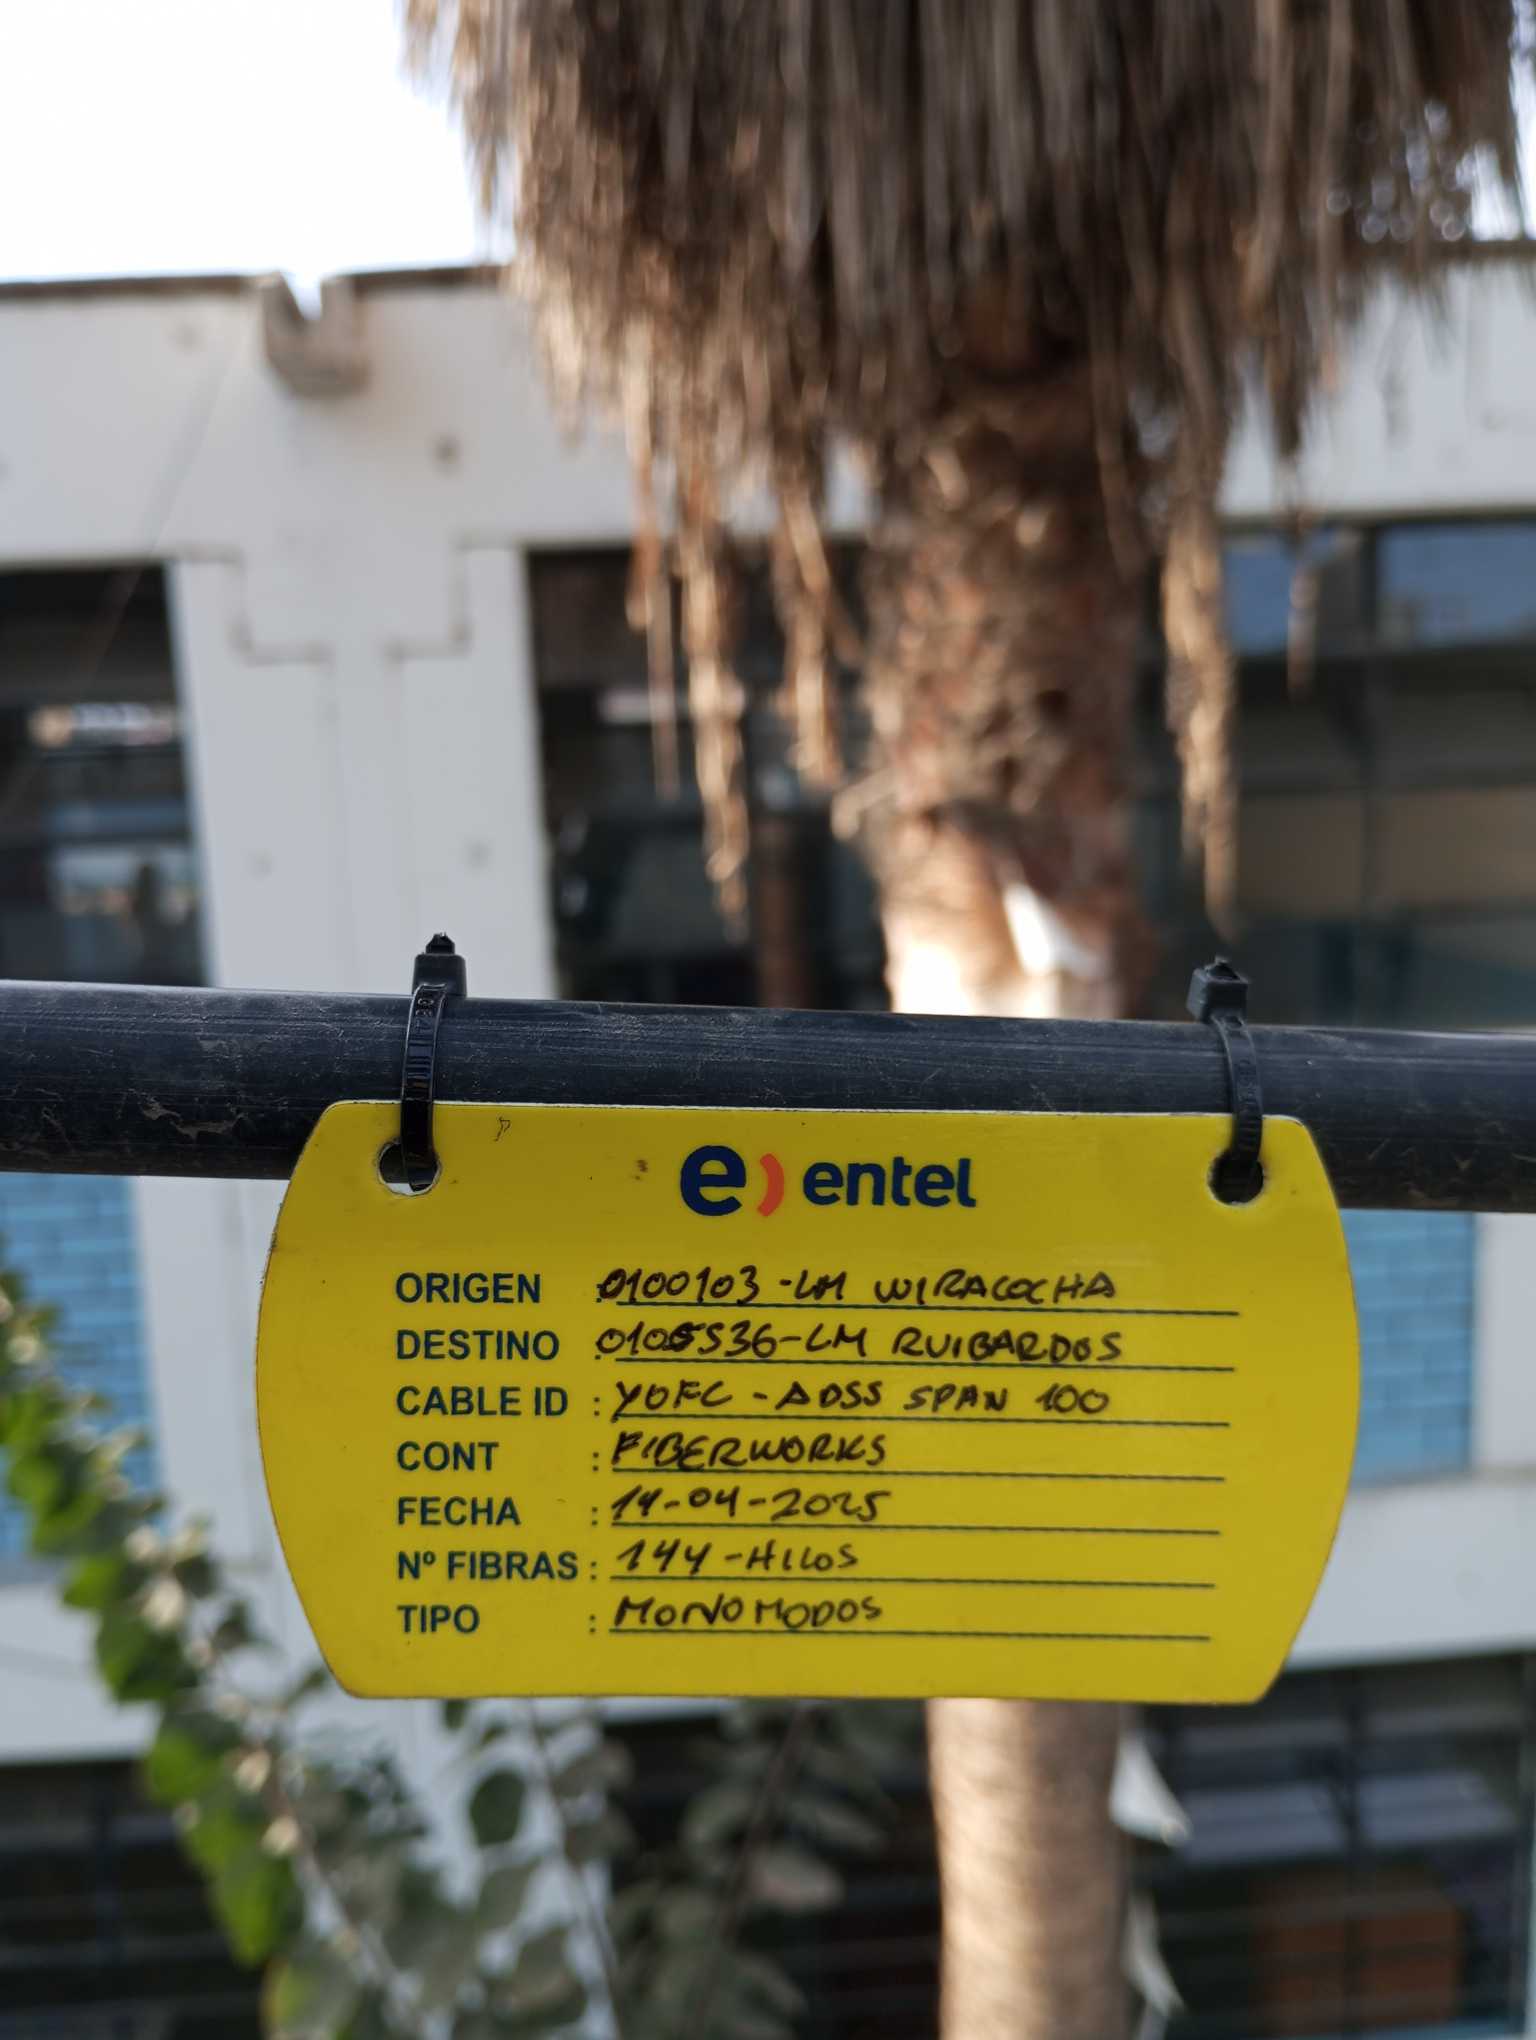 e) entel
ORIGEN : 0100103 - LM WIRACOCHA
DESTINO : 0105536 - LM RUIBARDOS
CABLE ID : YOFC - ADSS SPAN 100
CONT : FIBERWORKS
FECHA : 14-04-2025
Nº FIBRAS : 144 - HILOS
TIPO : MONOMODOS